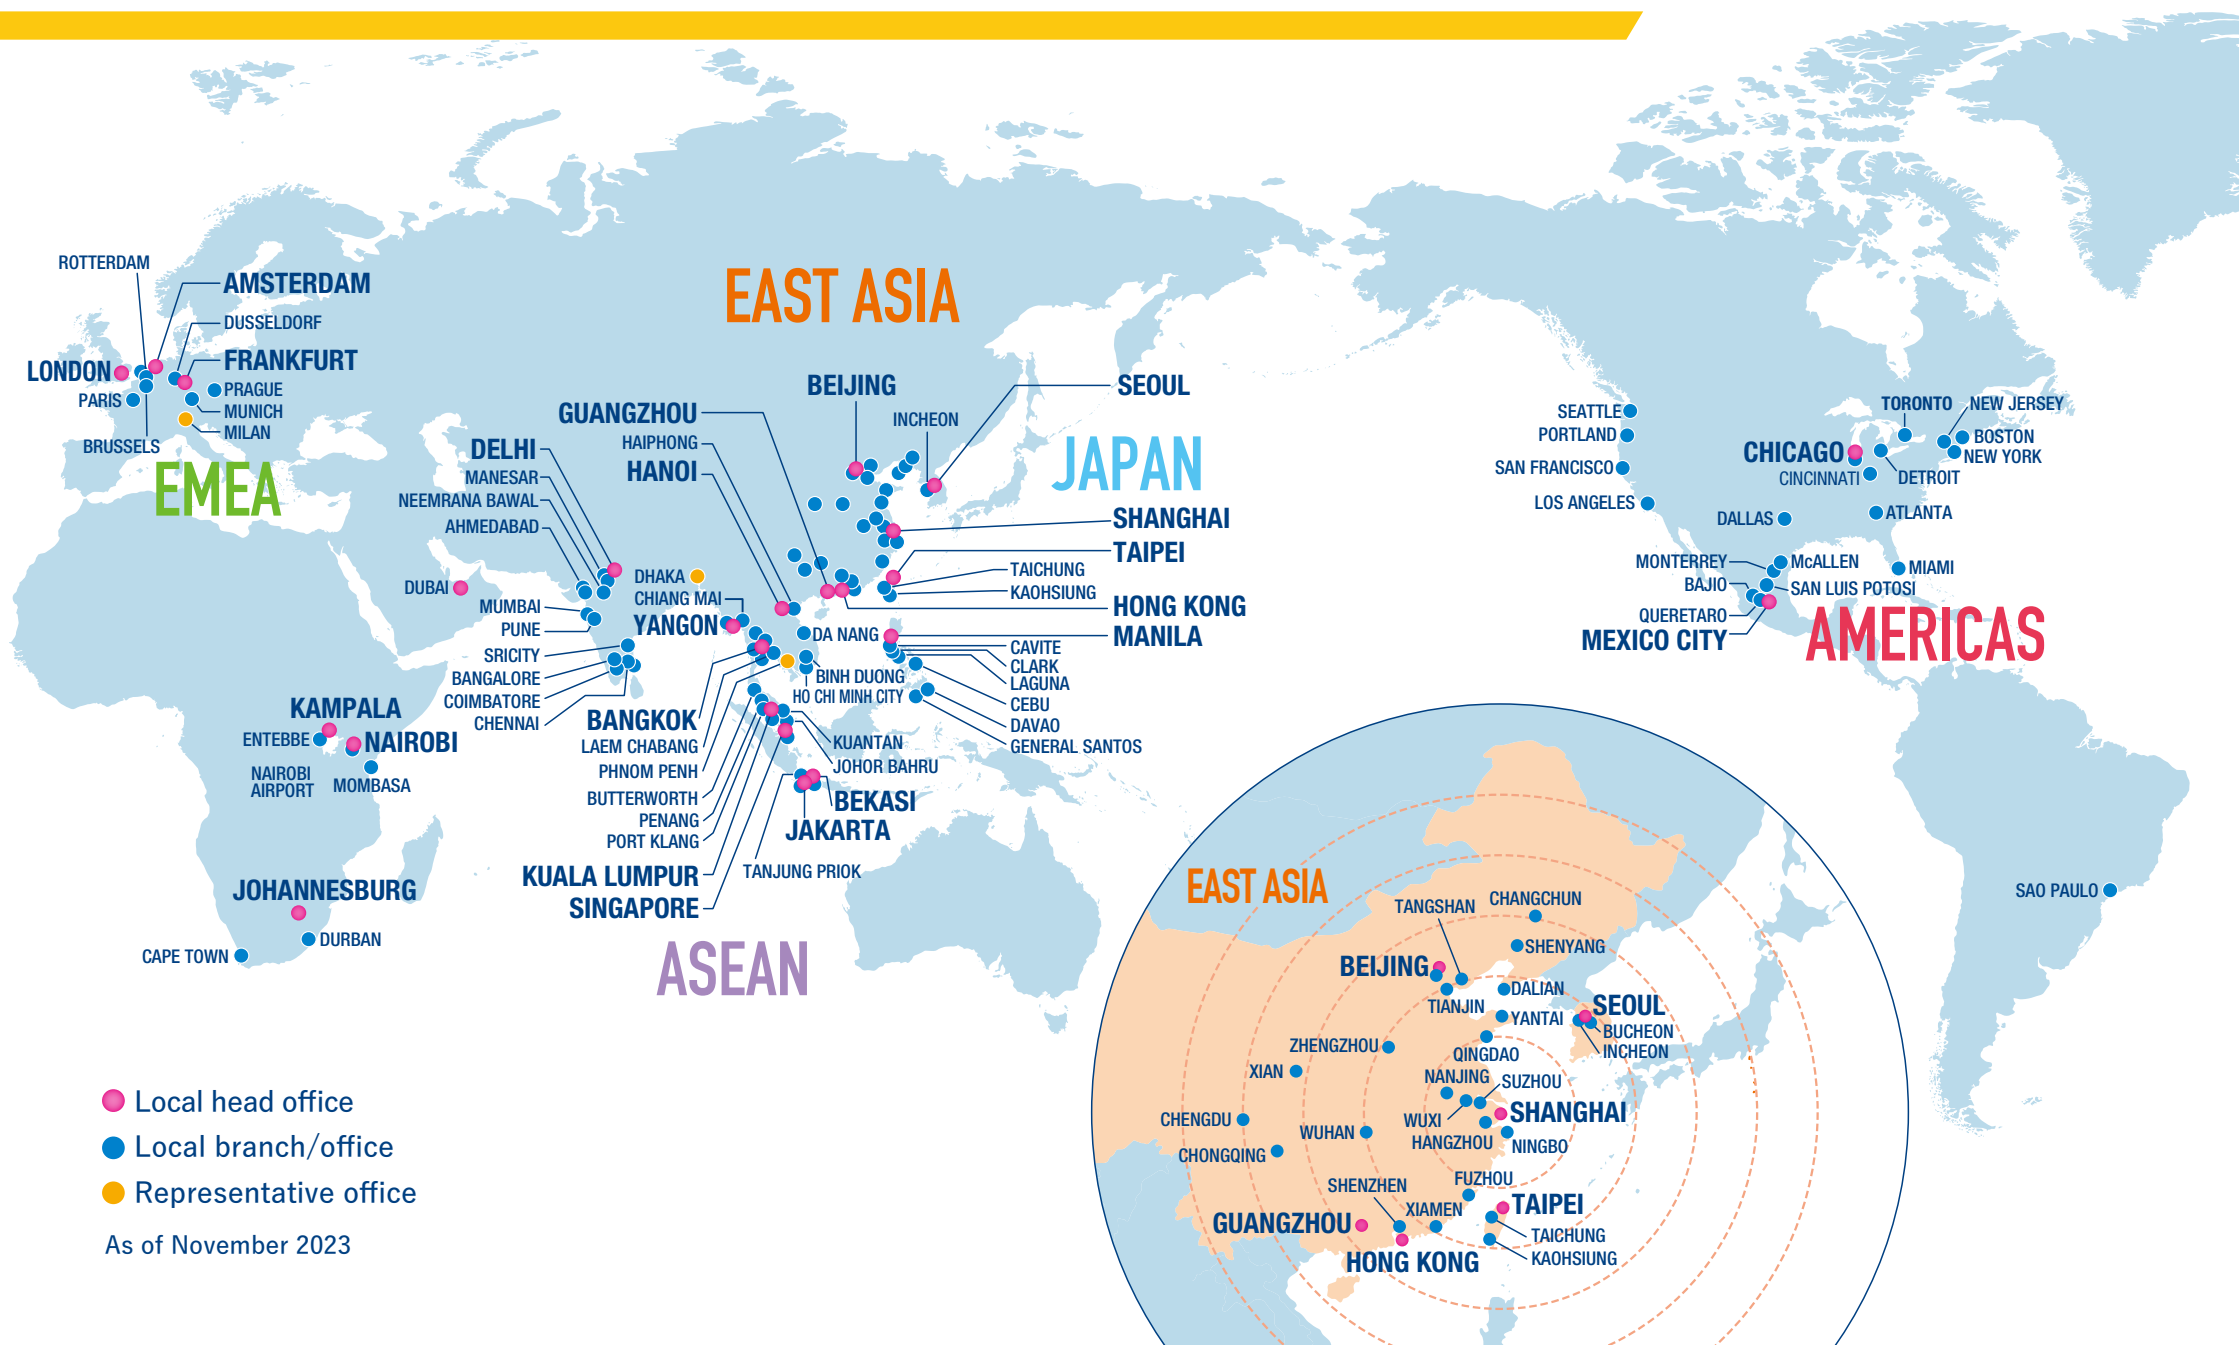 ROTTERDAM
AMSTERDAM
DUSSELDORF
FRANKFURT
LONDON
PRAGUE
PARIS
MUNICH
MILAN
BRUSSELS
EMEA
EAST ASIA
BEIJING
SEOUL
GUANGZHOU
INCHEON
HAIPHONG
HANOI
JAPAN
DELHI
MANESAR
NEEMRANA BAWAL
AHMEDABAD
SHANGHAI
TAIPEI
TAICHUNG
KAOHSIUNG
HONG KONG
MANILA
DUBAI
DHAKA
CHIANG MAI
MUMBAI
PUNE
YANGON
DA NANG
SRICITY
BANGALORE
COIMBATORE
CHENNAI
BINH DUONG
HO CHI MINH CITY
CAVITE
CLARK
LAGUNA
CEBU
DAVAO
GENERAL SANTOS
BANGKOK
LAEM CHABANG
PHNOM PENH
BUTTERWORTH
PENANG
PORT KLANG
KUALA LUMPUR
SINGAPORE
KUANTAN
JOHOR BAHRU
BEKASI
JAKARTA
TANJUNG PRIOK
ASEAN
KAMPALA
ENTEBBE
NAIROBI
NAIROBI
AIRPORT
MOMBASA
JOHANNESBURG
DURBAN
CAPE TOWN
SEATTLE
PORTLAND
SAN FRANCISCO
LOS ANGELES
TORONTO
NEW JERSEY
BOSTON
NEW YORK
CHICAGO
CINCINNATI
DETROIT
DALLAS
ATLANTA
MONTERREY
McALLEN
MIAMI
BAJIO
SAN LUIS POTOSI
QUERETARO
MEXICO CITY
AMERICAS
SAO PAULO
EAST ASIA
TANGSHAN
CHANGCHUN
SHENYANG
BEIJING
TIANJIN
DALIAN
SEOUL
YANTAI
BUCHEON
INCHEON
ZHENGZHOU
QINGDAO
XIAN
NANJING
SUZHOU
SHANGHAI
CHENGDU
WUXI
WUHAN
HANGZHOU
NINGBO
CHONGQING
FUZHOU
SHENZHEN
XIAMEN
TAIPEI
GUANGZHOU
TAICHUNG
HONG KONG
KAOHSIUNG
Local head office
Local branch/office
Representative office
As of November 2023